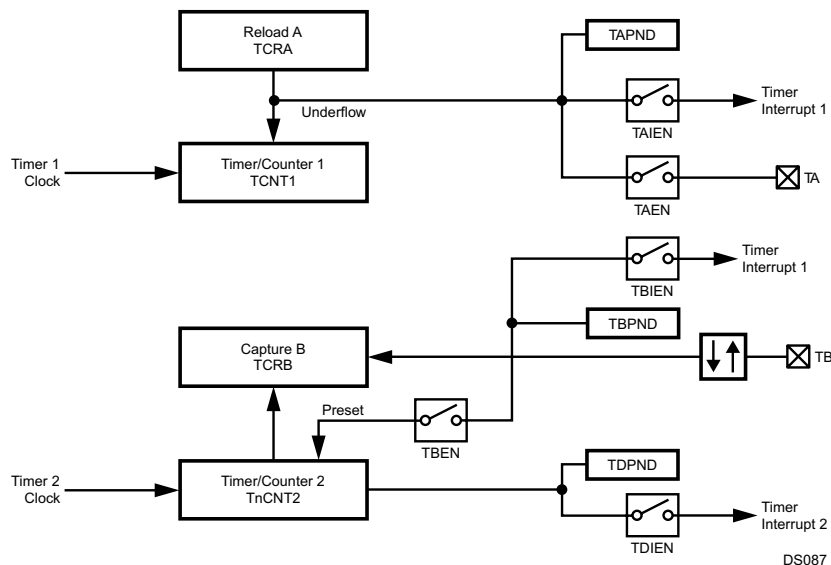 Reload A
TCRA
TAPND
Underflow
Timer
Interrupt 1
TAIEN
Timer 1
Clock
Timer/Counter 1
TCNT1
TA
TAEN
Timer
Interrupt 1
TBIEN
TBPND
Capture B
TCRB
TB
Preset
TBEN
TDPND
Timer 2
Clock
Timer/Counter 2
TnCNT2
Timer
Interrupt 2
TDIEN
DS087